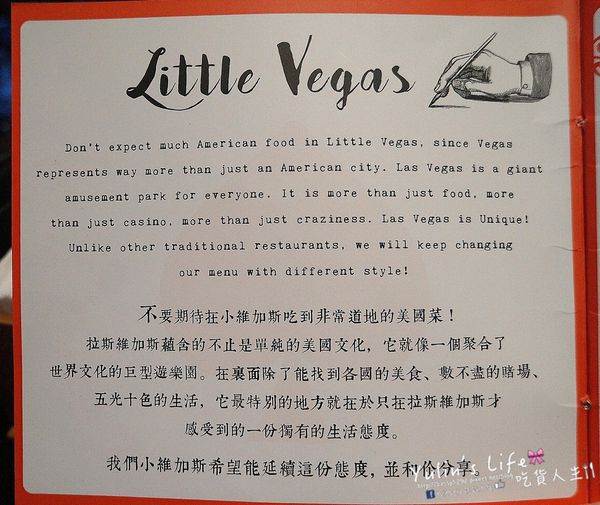 Little Vegas
Don't expect much American food in Little Vegas, since Vegas
represents way more than just an American city. Las Vegas is a giant
amusement park for everyone. It is more than just food, more
than just casino, more than just craziness. Las Vegas is Unique!
Unlike other traditional restaurants, we will keep changing
our menu with different style!
不要期待在小維加斯吃到非常道地的美國菜！
拉斯維加斯蘊含的不止是單純的美國文化，它就像一個聚合了
世界文化的巨型遊樂園。在裏面除了能找到各國的美食、數不盡的賭場、
五光十色的生活，它最特別的地方就在於只在拉斯維加斯才
感受到的一份獨有的生活態度。
我們小維加斯希望能延續這份態度，並和你分享。
Yulin's Life
吃貨人生